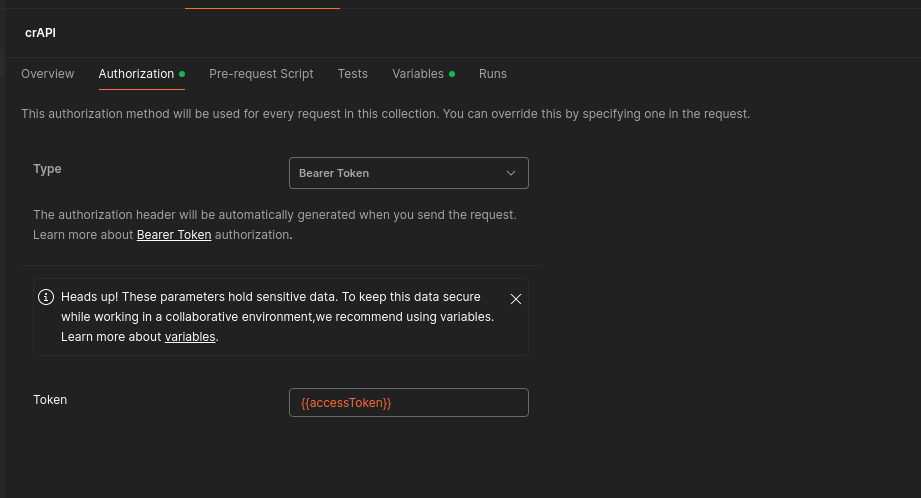 crAPI
Overview Authorization Pre-request Script Tests Variables Runs
This authorization method will be used for every request in this collection. You can override this by specifying one in the request.
Type Bearer Token
The authorization header will be automatically generated when you send the request.
Learn more about Bearer Token authorization.
Heads up! These parameters hold sensitive data. To keep this data secure
while working in a collaborative environment,we recommend using variables.
Learn more about variables.
Token {{accessToken}}